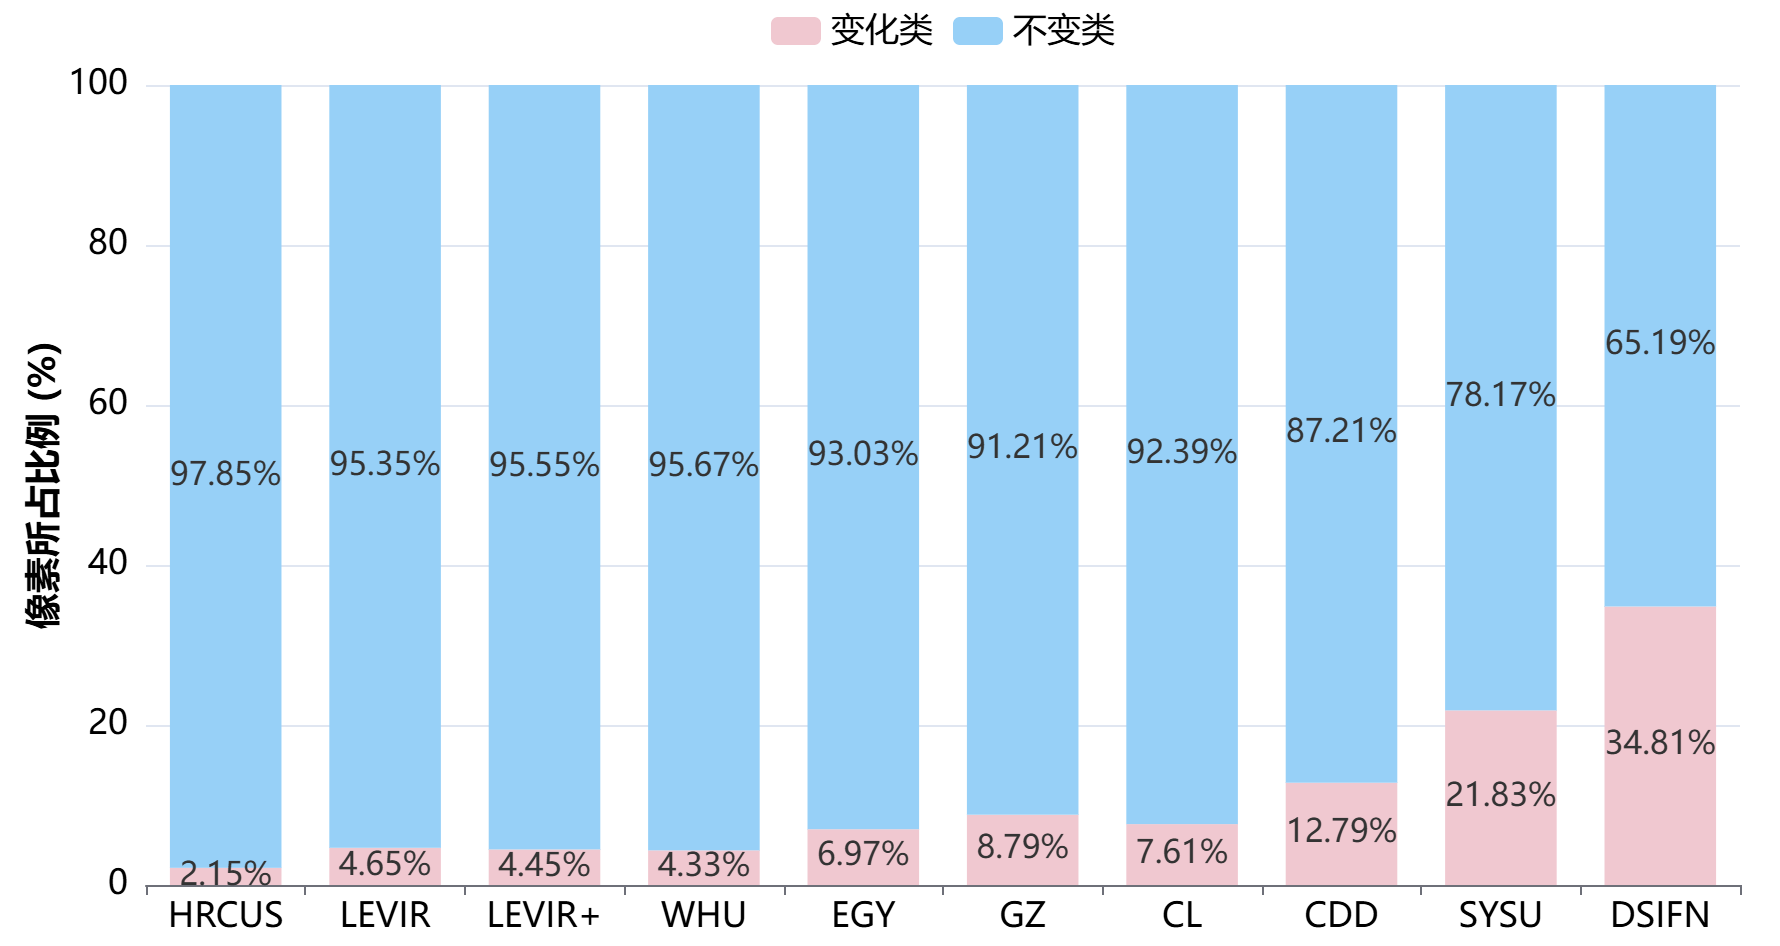 变化类 不变类
像素所占比例 (%)
100
80
60
40
20
0
97.85% 95.35% 95.55% 95.67% 93.03% 91.21% 92.39% 87.21% 78.17% 65.19%
2.15% 4.65% 4.45% 4.33% 6.97% 8.79% 7.61% 12.79% 21.83% 34.81%
HRCUS LEVIR LEVIR+ WHU EGY GZ CL CDD SYSU DSIFN